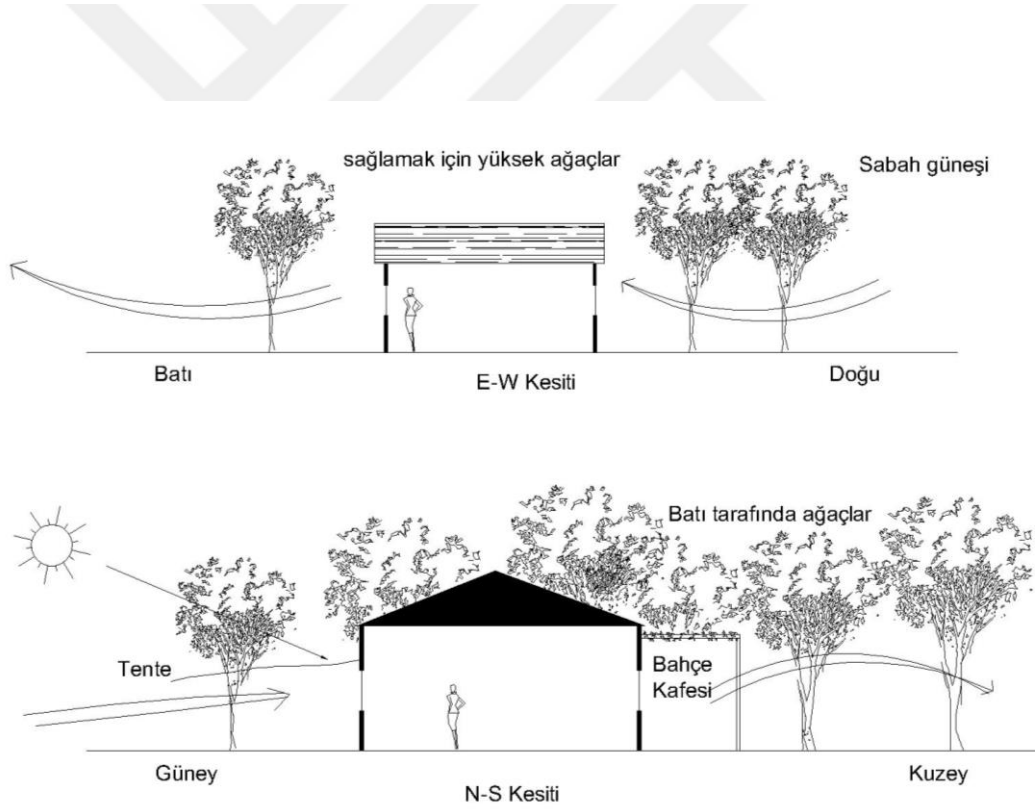 sağlamak için yüksek ağaçlar
Sabah güneşi
Batı
E-W Kesiti
Doğu
Batı tarafında ağaçlar
Tente
Bahçe
Kafesi
Güney
N-S Kesiti
Kuzey